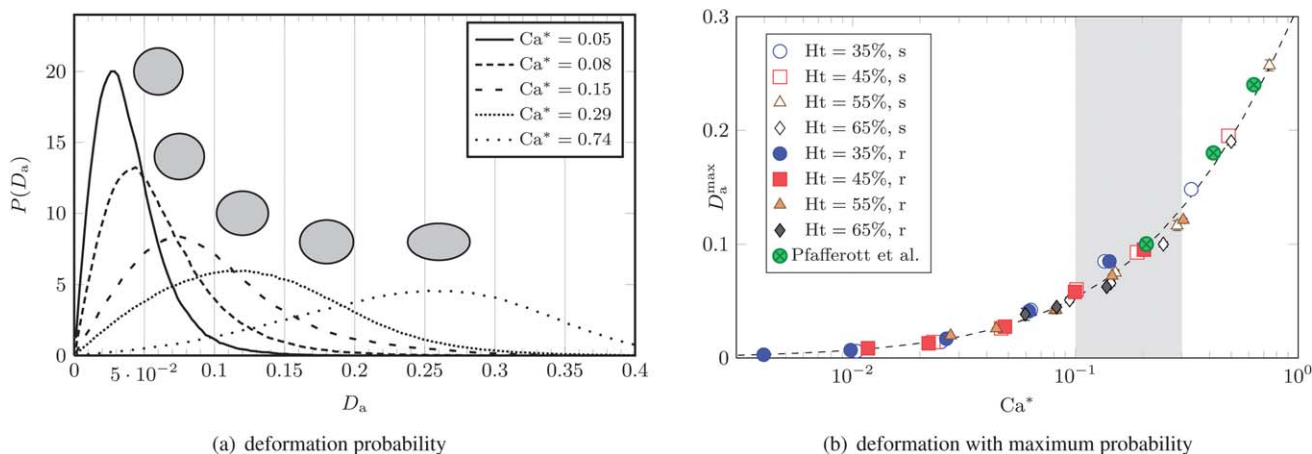 20
15
10
5
0
P(Dₐ)
Ca* = 0.05
Ca* = 0.08
Ca* = 0.15
Ca* = 0.29
Ca* = 0.74
0
5 · 10⁻²
0.1
0.15
0.2
0.25
0.3
0.35
0.4
Dₐ
(a) deformation probability
0.3
0.2
0.1
0
Dₐᵐᵃˣ
Ht = 35%, s
Ht = 45%, s
Ht = 55%, s
Ht = 65%, s
Ht = 35%, r
Ht = 45%, r
Ht = 55%, r
Ht = 65%, r
Pfafferott et al.
10⁻²
10⁻¹
10⁰
Ca*
(b) deformation with maximum probability